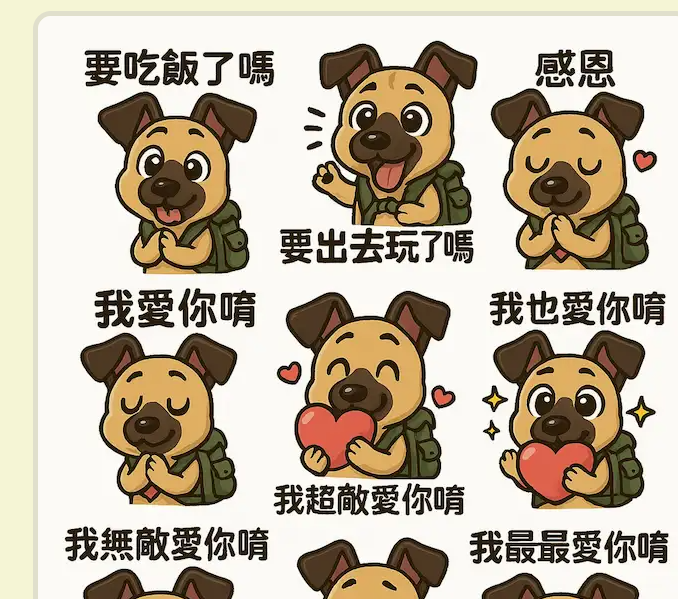 要吃飯了嗎
感恩
要出去玩了嗎
我愛你唷
我也愛你唷
我超敵愛你唷
我無敵愛你唷
我最最愛你唷